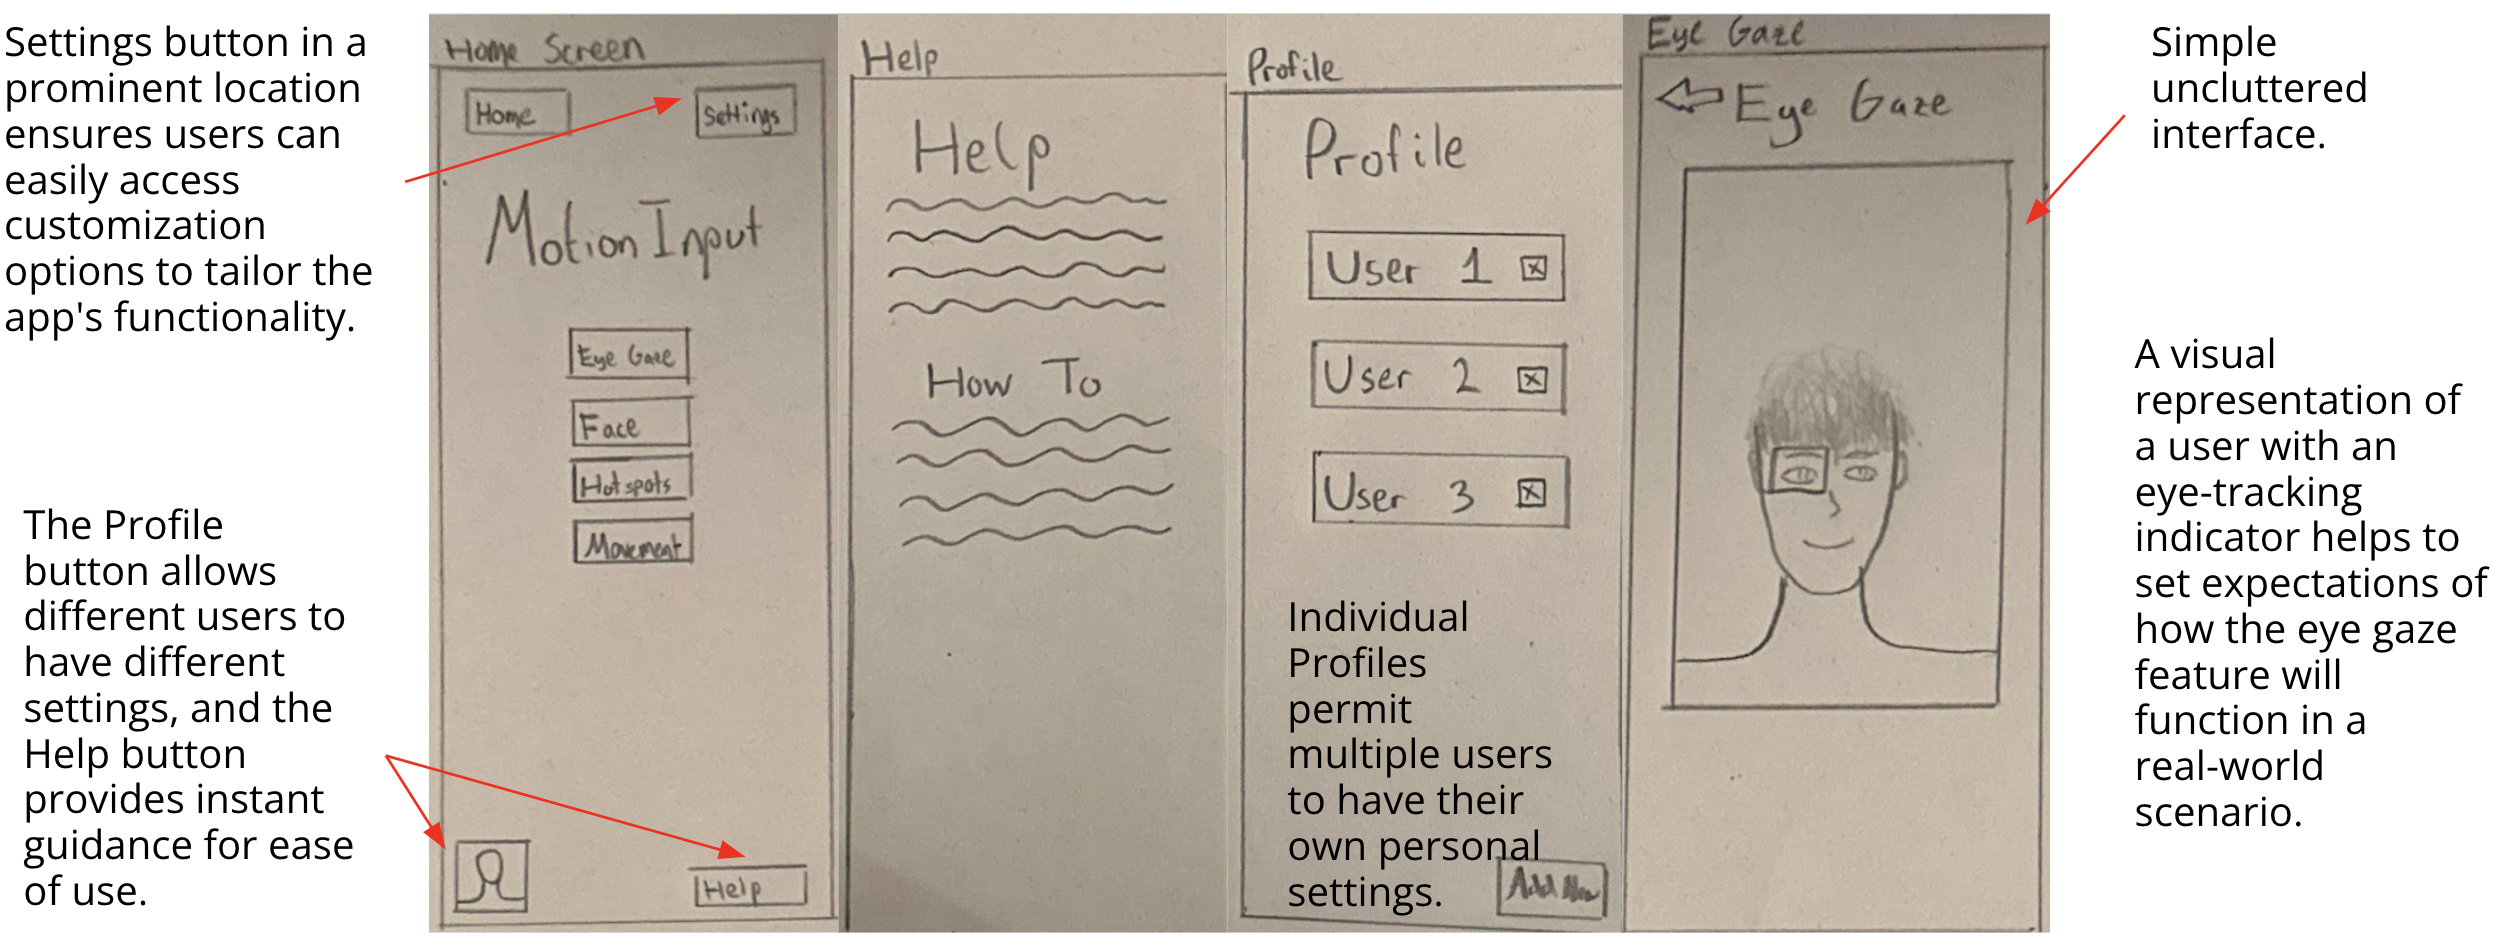 Settings button in a
prominent location
ensures users can
easily access
customization
options to tailor the
app's functionality.
The Profile
button allows
different users to
have different
settings, and the
Help button
provides instant
guidance for ease
of use.
Home Screen
Home
Settings
Motion Input
Eye Gaze
Face
Hotspots
Movement
Help
Help
Help
How To
Profile
Profile
User 1
User 2
User 3
Individual
Profiles
permit
multiple users
to have their
own personal
settings.
Add New
Eye Gaze
Eye Gaze
Simple
uncluttered
interface.
A visual
representation of
a user with an
eye-tracking
indicator helps to
set expectations of
how the eye gaze
feature will
function in a
real-world
scenario.